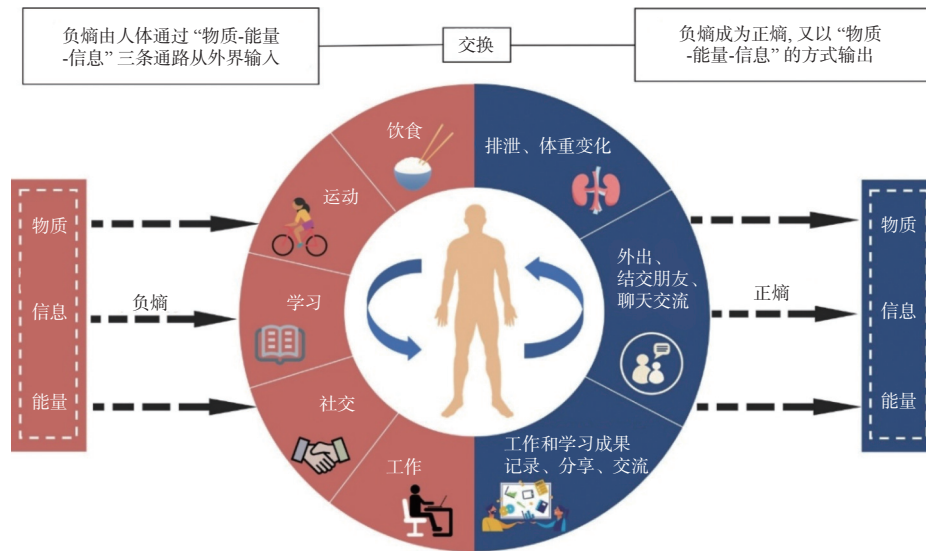 负熵由人体通过“物质-能量
-信息”三条通路从外界输入
交换
负熵成为正熵, 又以“物质
-能量-信息”的方式输出
饮食
运动
学习
社交
工作
排泄、体重变化
外出、
结交朋友、
聊天交流
工作和学习成果
记录、分享、交流
物质
信息
能量
负熵
正熵
物质
信息
能量